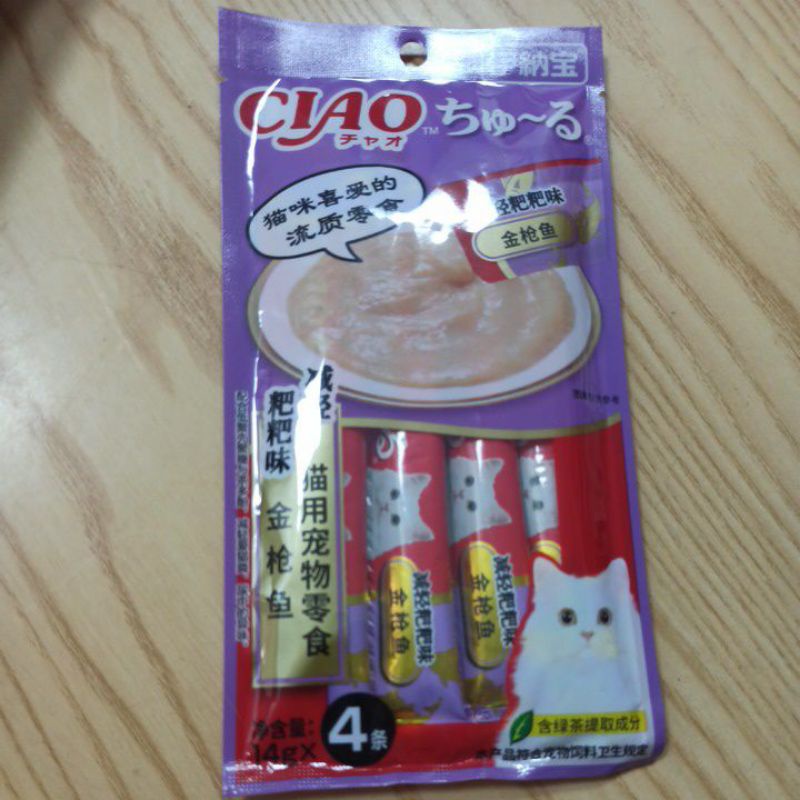 納宝
CIAO™ ちゅ～る®
チャオ
猫咪喜爱的
流质零食
轻粑粑味
金枪鱼
减轻
粑粑味
金枪鱼
猫用宠物零食
减轻粑粑味
金枪鱼
减轻粑粑味
金枪鱼
净含量:
14g×
4条
含绿茶提取成分
本产品符合宠物饲料卫生规定